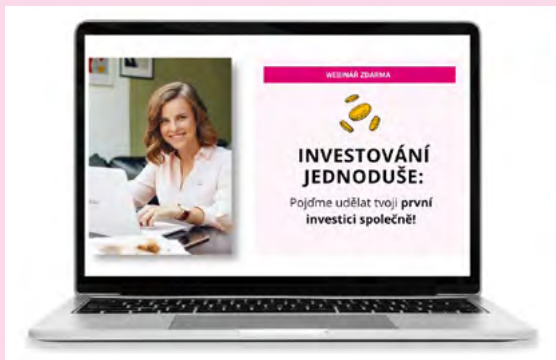 WEBINÁŘ ZDARMA
INVESTOVÁNÍ
JEDNODUŠE:
Pojďme udělat tvoji první
investici společně!